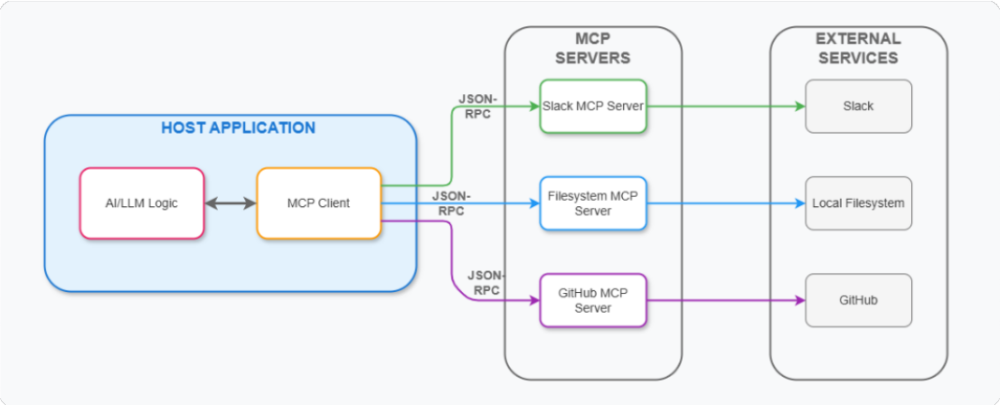 HOST APPLICATION
AI/LLM Logic
MCP Client
JSON-
RPC
JSON-
RPC
JSON-
RPC
MCP
SERVERS
Slack MCP Server
Filesystem MCP
Server
GitHub MCP
Server
EXTERNAL
SERVICES
Slack
Local Filesystem
GitHub